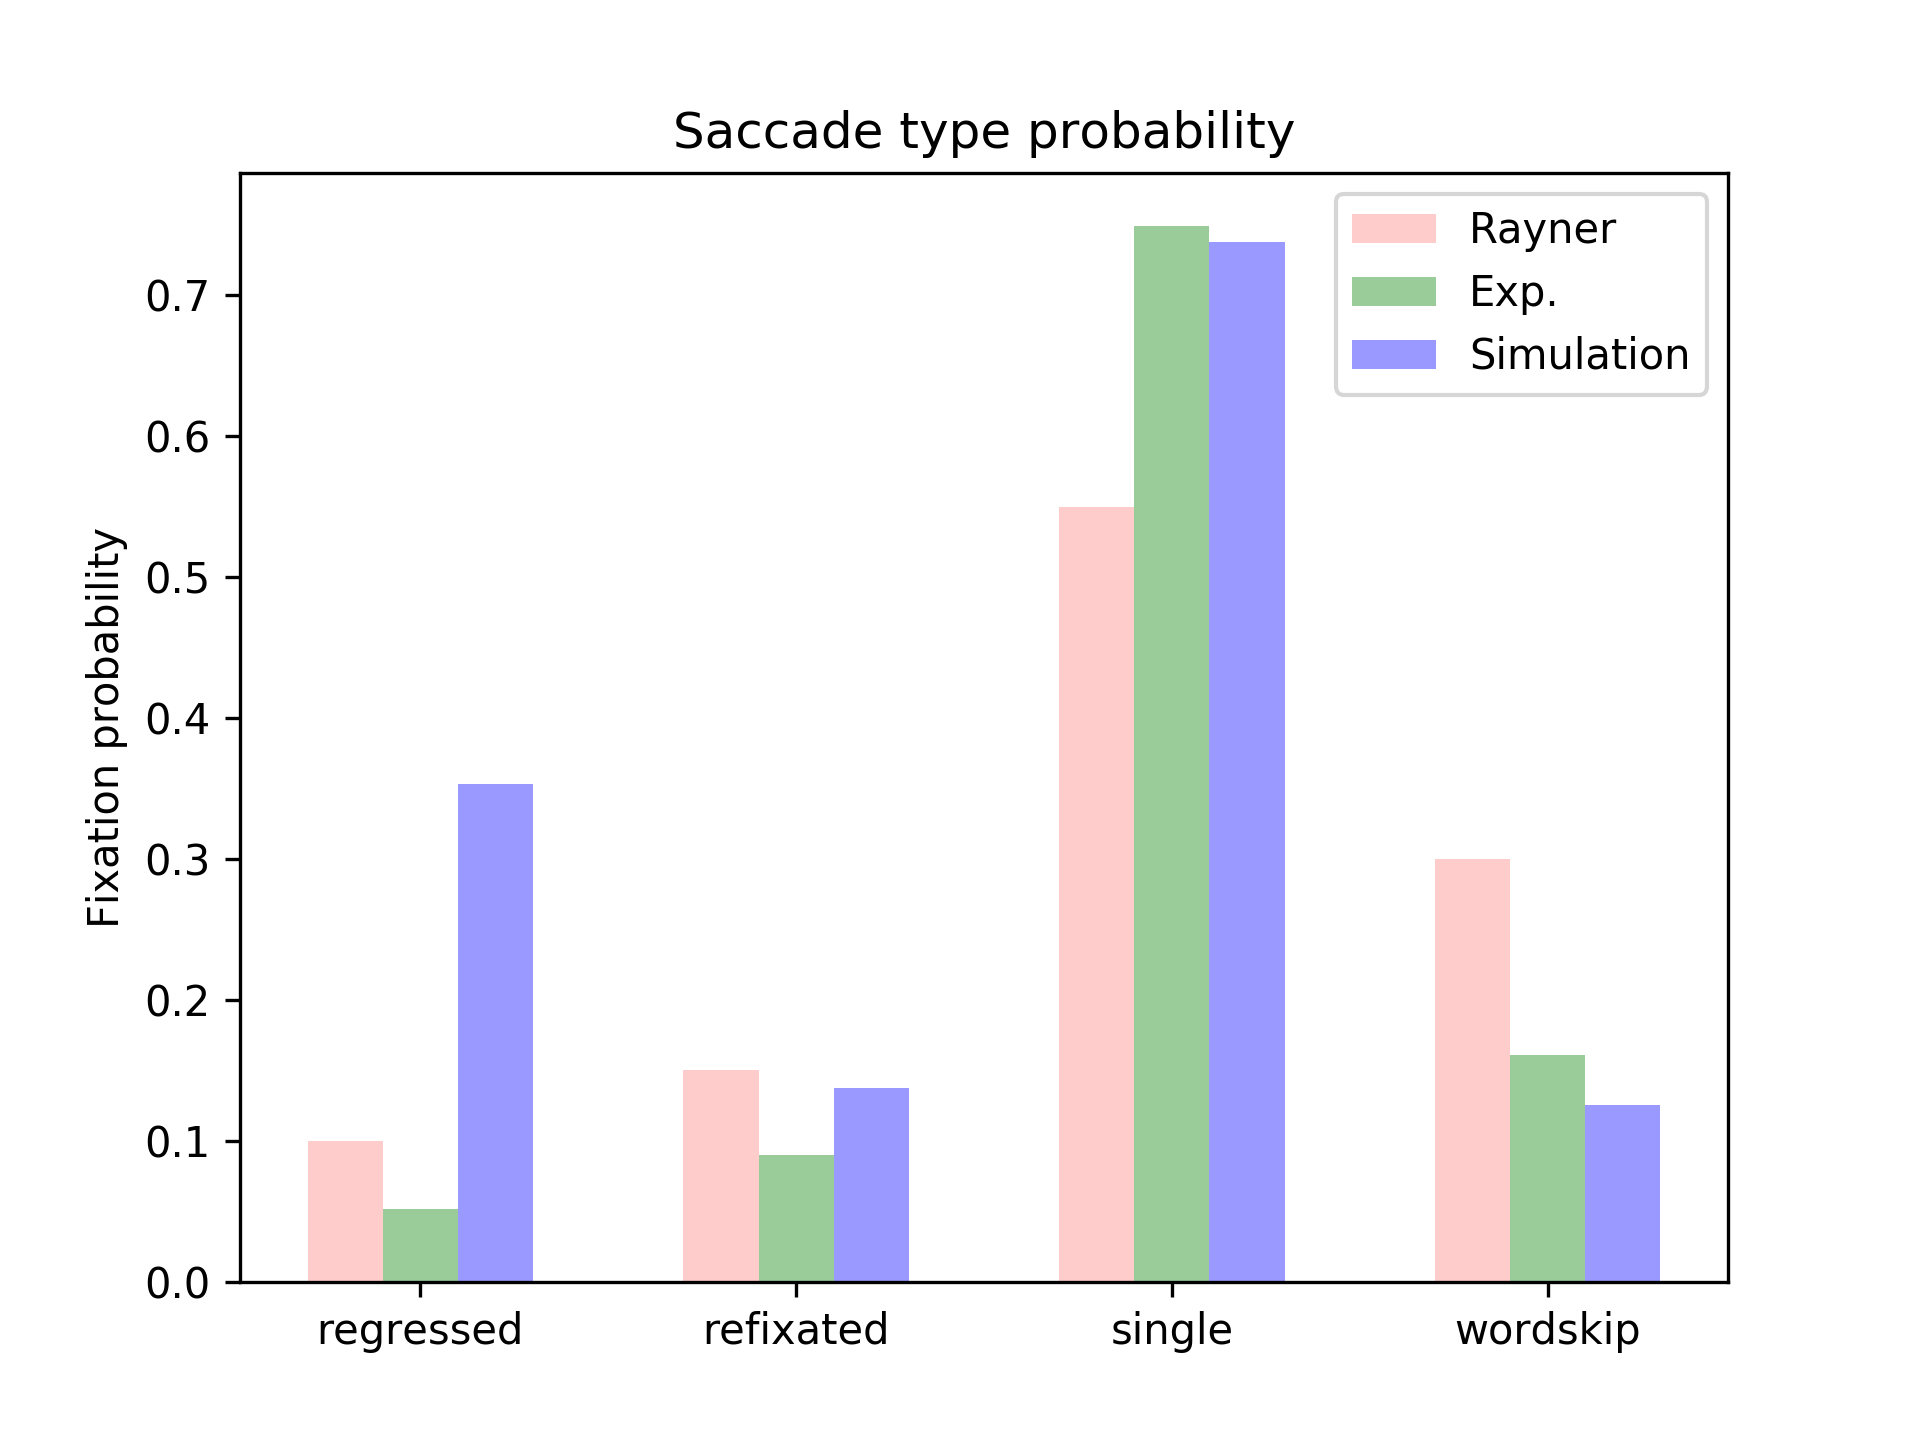 Saccade type probability
Rayner
Exp.
Simulation
Fixation probability
0.7
0.6
0.5
0.4
0.3
0.2
0.1
0.0
regressed
refixated
single
wordskip